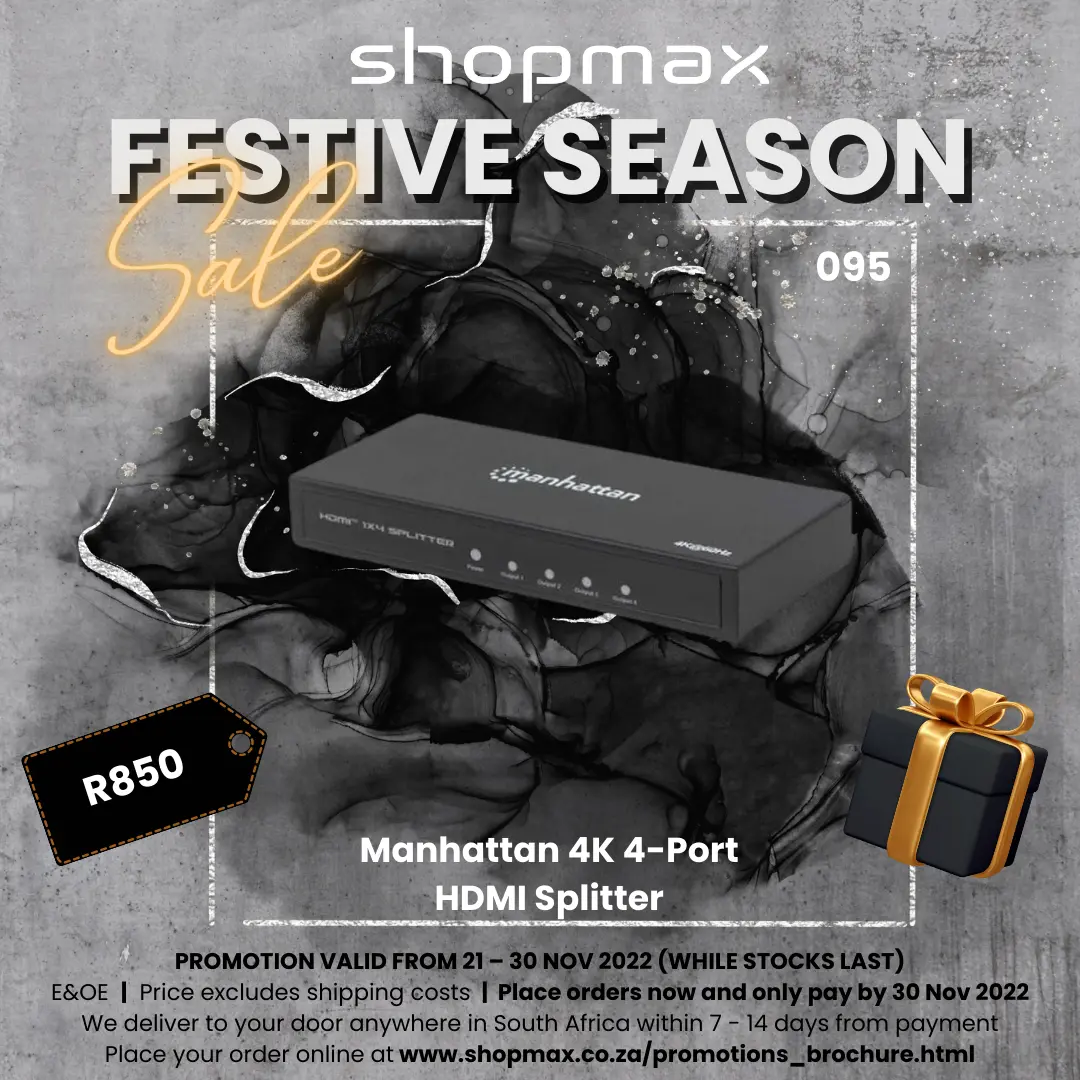 shopmax
FESTIVE SEASON
Sale
095
manhattan
HDMI™ 1X4 SPLITTER
4K@60Hz
Power
Output 1
Output 2
Output 3
Output 4
R850
Manhattan 4K 4-Port
HDMI Splitter
PROMOTION VALID FROM 21 – 30 NOV 2022 (WHILE STOCKS LAST)
E&OE | Price excludes shipping costs | Place orders now and only pay by 30 Nov 2022
We deliver to your door anywhere in South Africa within 7 - 14 days from payment
Place your order online at www.shopmax.co.za/promotions_brochure.html